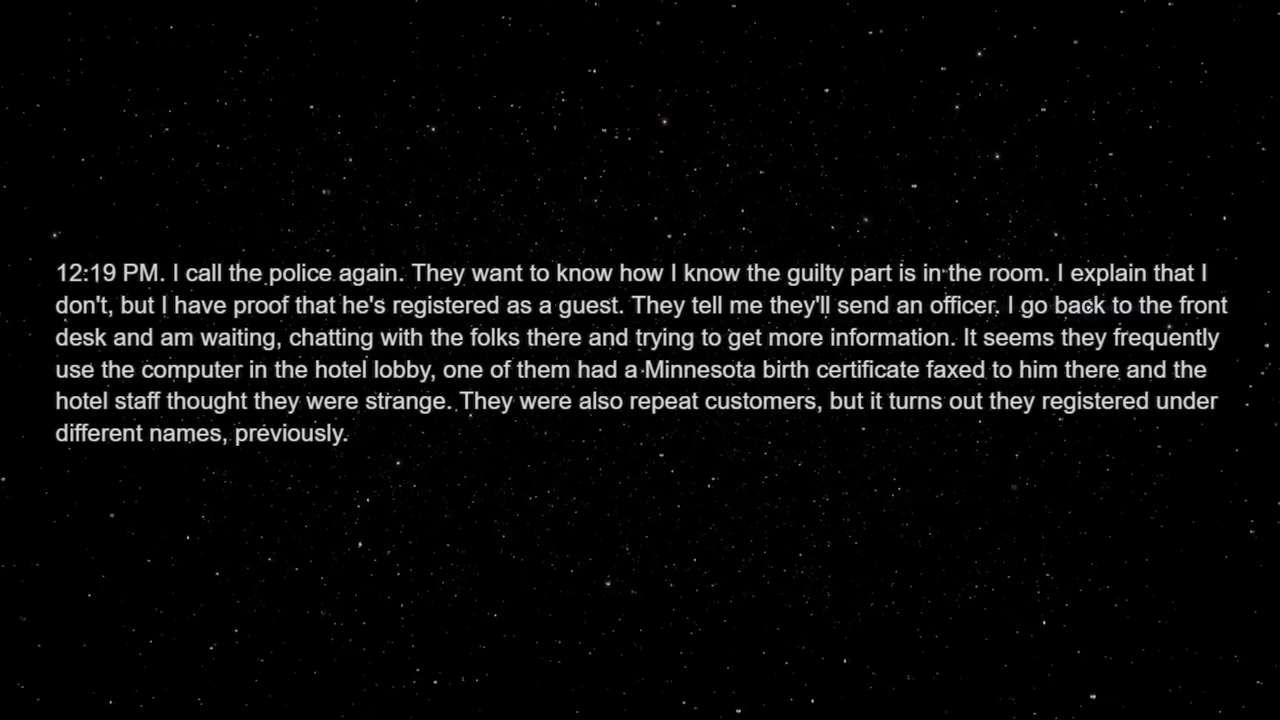 12:19 PM. I call the police again. They want to know how I know the guilty part is in the room. I explain that I
don't, but I have proof that he's registered as a guest. They tell me they'll send an officer. I go back to the front
desk and am waiting, chatting with the folks there and trying to get more information. It seems they frequently
use the computer in the hotel lobby, one of them had a Minnesota birth certificate faxed to him there and the
hotel staff thought they were strange. They were also repeat customers, but it turns out they registered under
different names, previously.